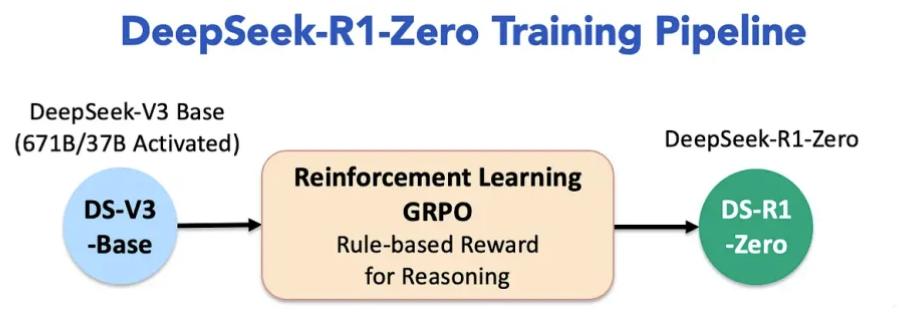 DeepSeek-R1-Zero Training Pipeline
DeepSeek-V3 Base
(671B/37B Activated)
DS-V3
-Base
Reinforcement Learning
GRPO
Rule-based Reward
for Reasoning
DeepSeek-R1-Zero
DS-R1
-Zero